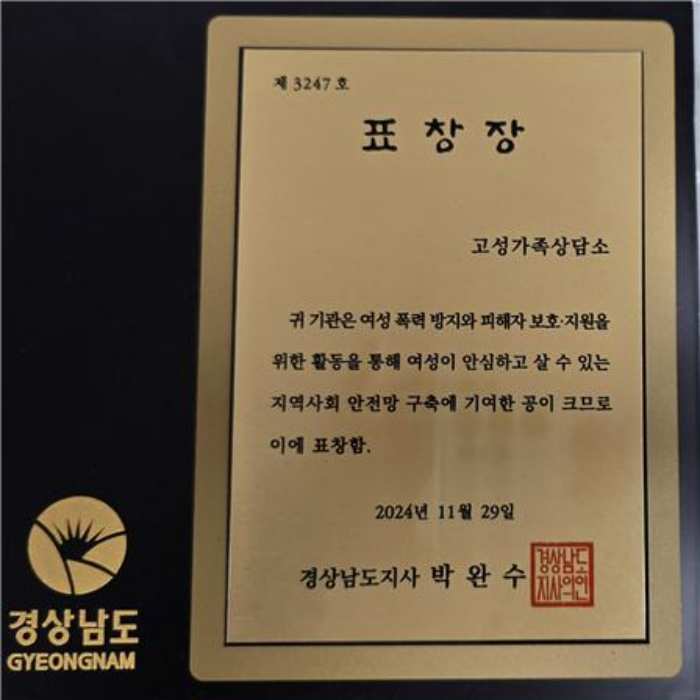 제 3247 호
표창장
고성가족상담소
귀 기관은 여성 폭력 방지와 피해자 보호·지원을
위한 활동을 통해 여성이 안심하고 살 수 있는
지역사회 안전망 구축에 기여한 공이 크므로
이에 표창함.
2024년 11월 29일
경상남도지사 박완수
경상남도
지사의인
경상남도
GYEONGNAM